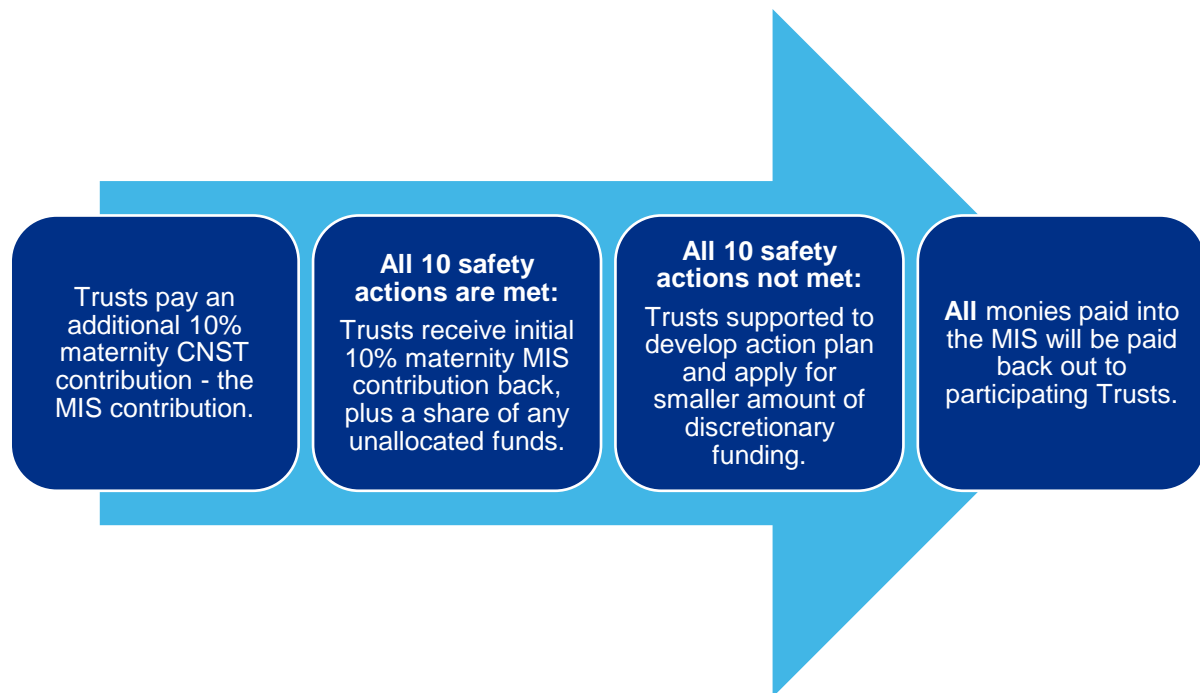 Trusts pay an
additional 10%
maternity CNST
contribution - the
MIS contribution.
All 10 safety
actions are met:
Trusts receive initial
10% maternity MIS
contribution back,
plus a share of any
unallocated funds.
All 10 safety
actions not met:
Trusts supported to
develop action plan
and apply for
smaller amount of
discretionary
funding.
All monies paid into
the MIS will be paid
back out to
participating Trusts.